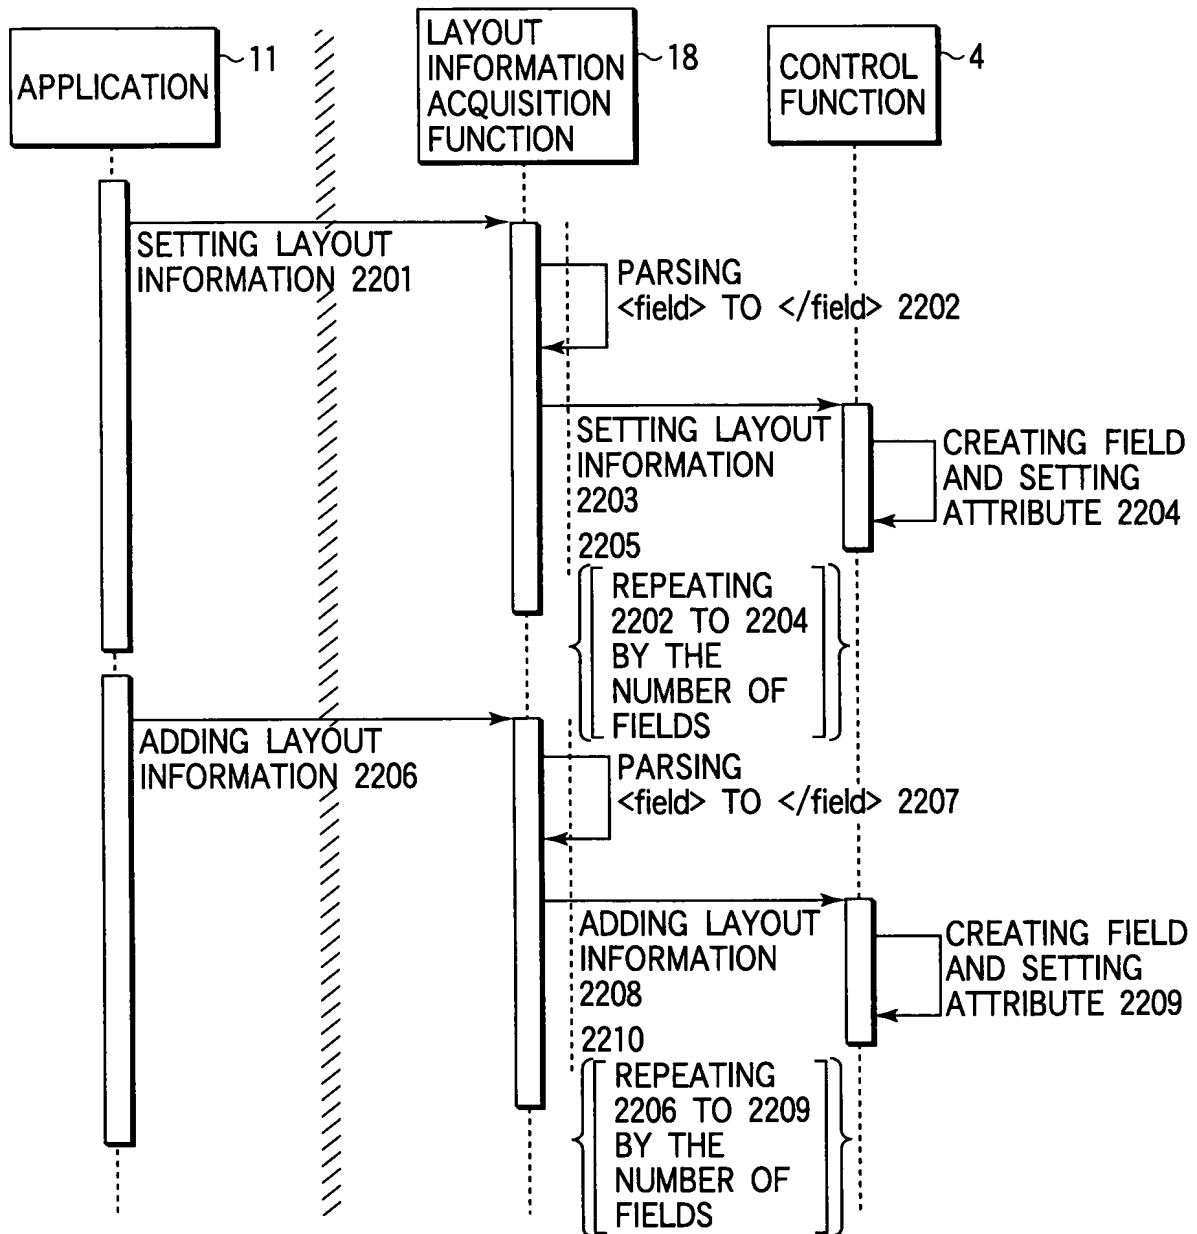 APPLICATION
11
LAYOUT
INFORMATION
ACQUISITION
FUNCTION
18
CONTROL
FUNCTION
4
SETTING LAYOUT
INFORMATION 2201
PARSING
<field> TO </field> 2202
SETTING LAYOUT
INFORMATION
2203
CREATING FIELD
AND SETTING
ATTRIBUTE 2204
2205
REPEATING
2202 TO 2204
BY THE
NUMBER OF
FIELDS
ADDING LAYOUT
INFORMATION 2206
PARSING
<field> TO </field> 2207
ADDING LAYOUT
INFORMATION
2208
CREATING FIELD
AND SETTING
ATTRIBUTE 2209
2210
REPEATING
2206 TO 2209
BY THE
NUMBER OF
FIELDS